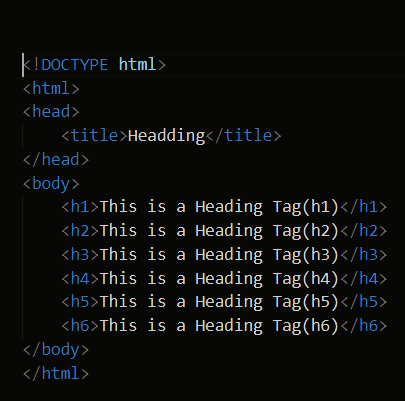 <!DOCTYPE html>
<html>
<head>
    <title>Headding</title>
</head>
<body>
    <h1>This is a Heading Tag(h1)</h1>
    <h2>This is a Heading Tag(h2)</h2>
    <h3>This is a Heading Tag(h3)</h3>
    <h4>This is a Heading Tag(h4)</h4>
    <h5>This is a Heading Tag(h5)</h5>
    <h6>This is a Heading Tag(h6)</h6>
</body>
</html>